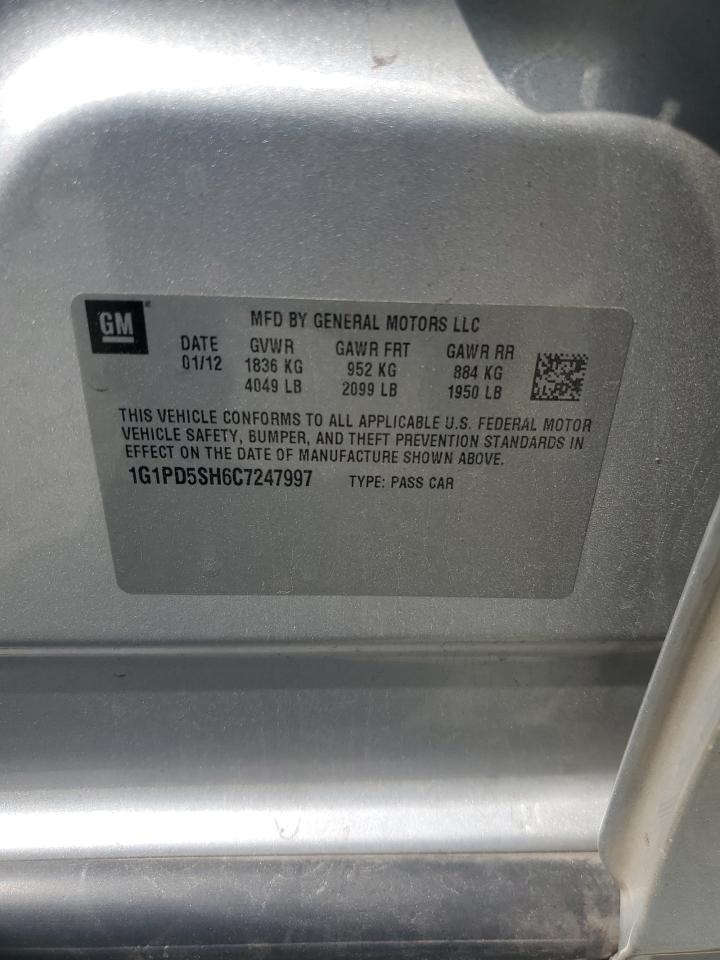 GM
MFD BY GENERAL MOTORS LLC
DATE GVWR GAWR FRT GAWR RR
01/12 1836 KG 952 KG 884 KG
4049 LB 2099 LB 1950 LB
THIS VEHICLE CONFORMS TO ALL APPLICABLE U.S. FEDERAL MOTOR
VEHICLE SAFETY, BUMPER, AND THEFT PREVENTION STANDARDS IN
EFFECT ON THE DATE OF MANUFACTURE SHOWN ABOVE.
1G1PD5SH6C7247997 TYPE: PASS CAR